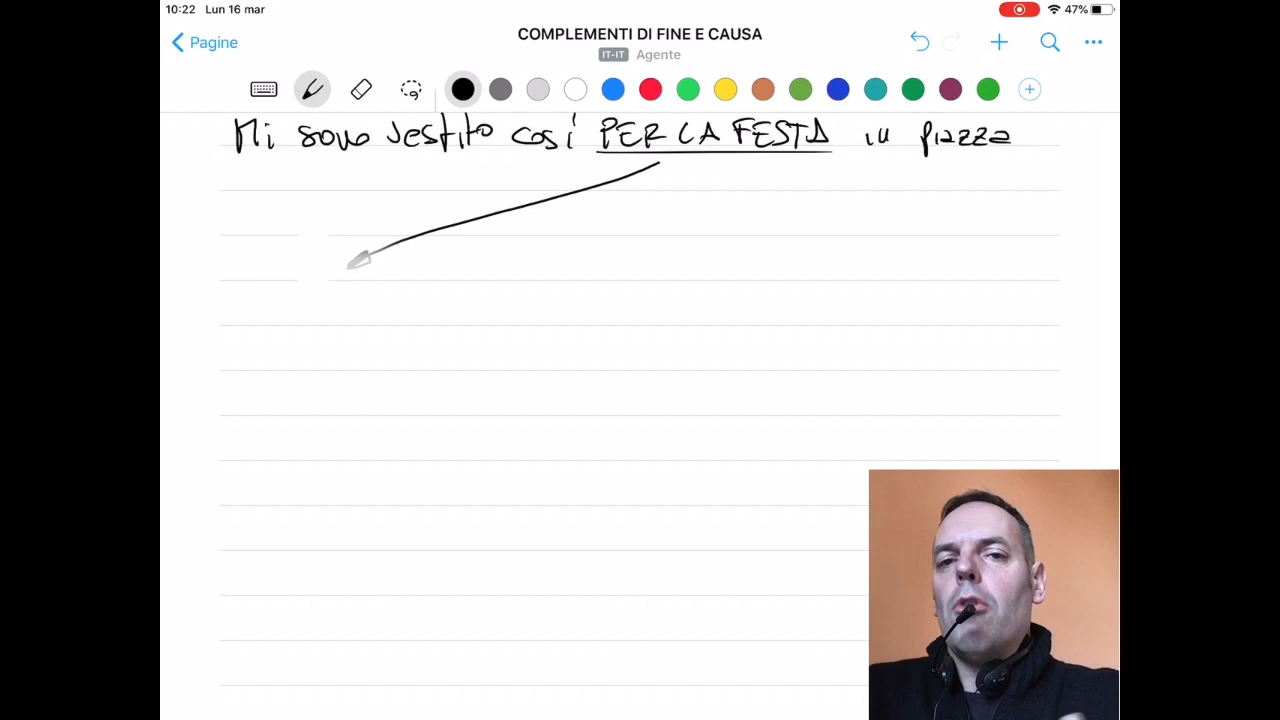 10:22 Lun 16 mar 47%
Pagine
COMPLEMENTI DI FINE E CAUSA
IT-IT Agente
Mi sono vestito così PER LA FESTA in piazza